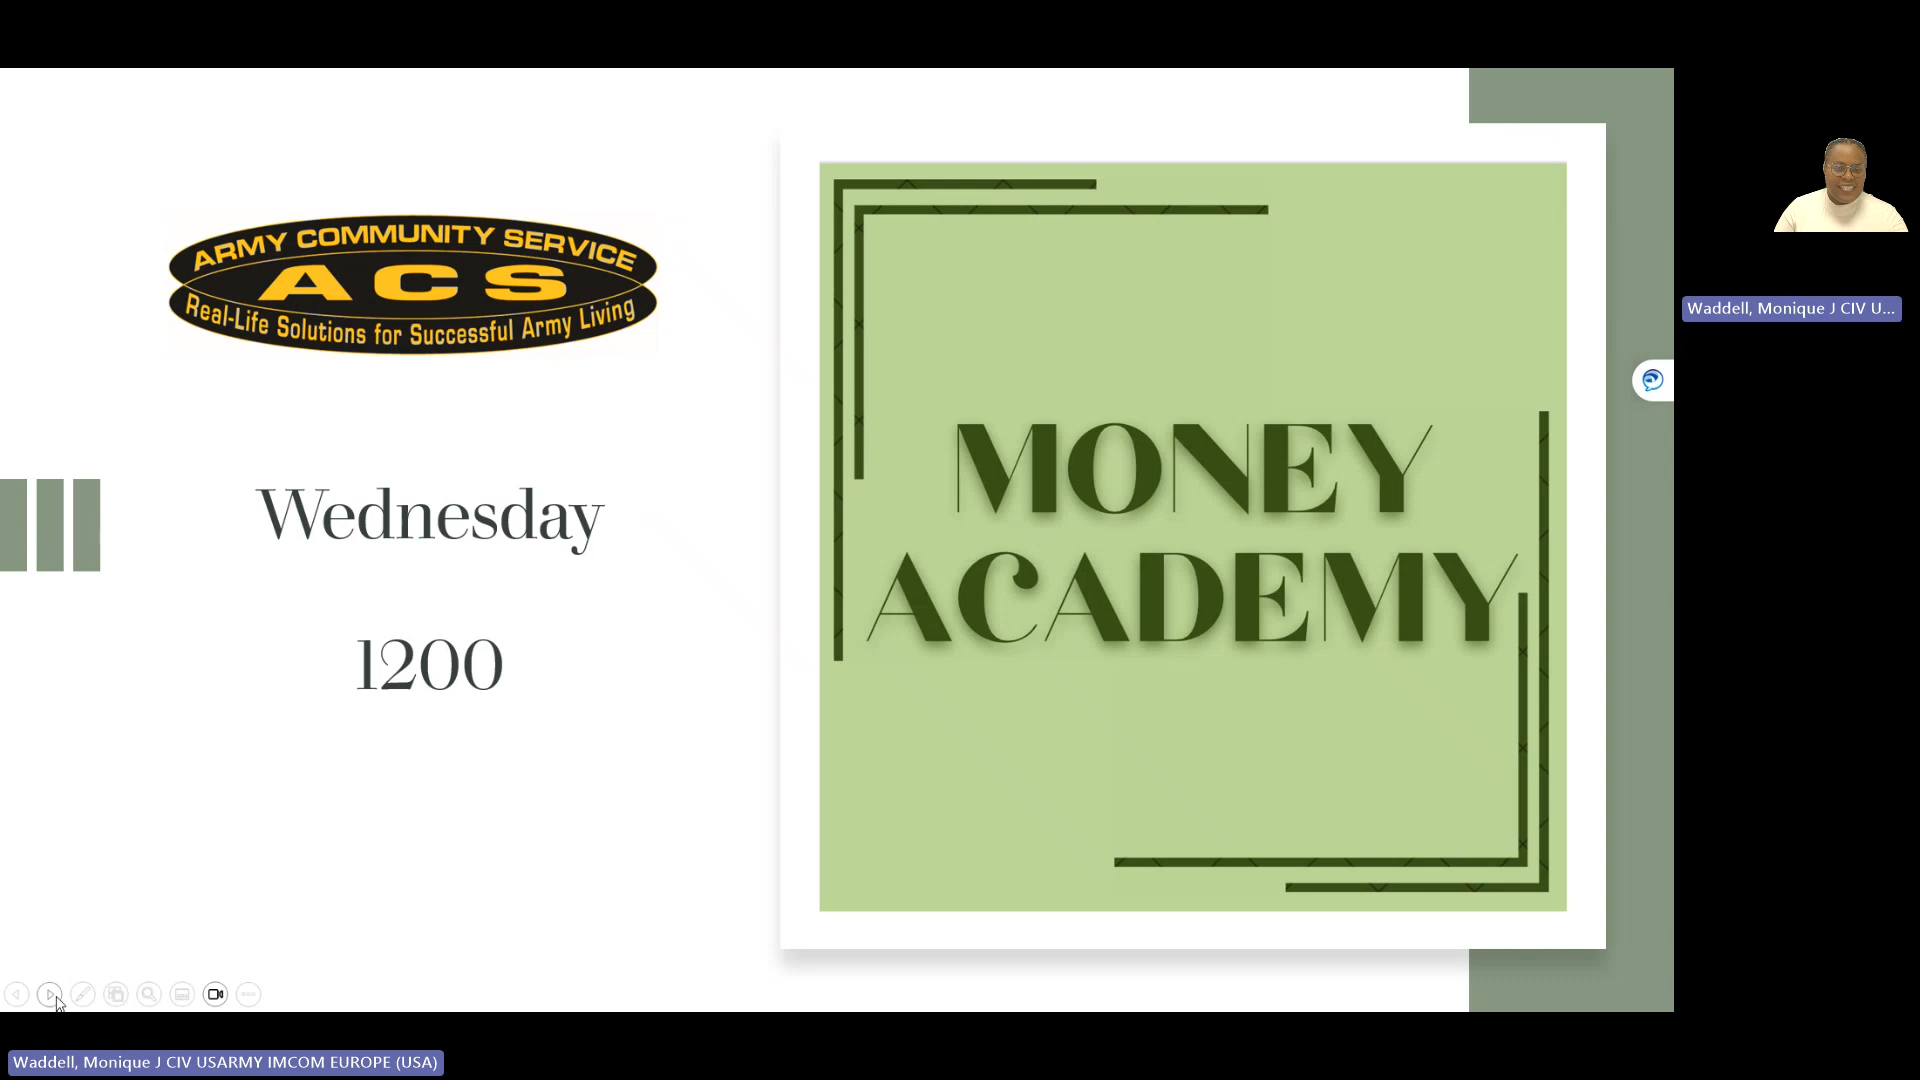 ARMY COMMUNITY SERVICE
ACS
Real-Life Solutions for Successful Army Living
Wednesday
1200
MONEY
ACADEMY
Waddell, Monique J CIV U...
Waddell, Monique J CIV USARMY IMCOM EUROPE (USA)